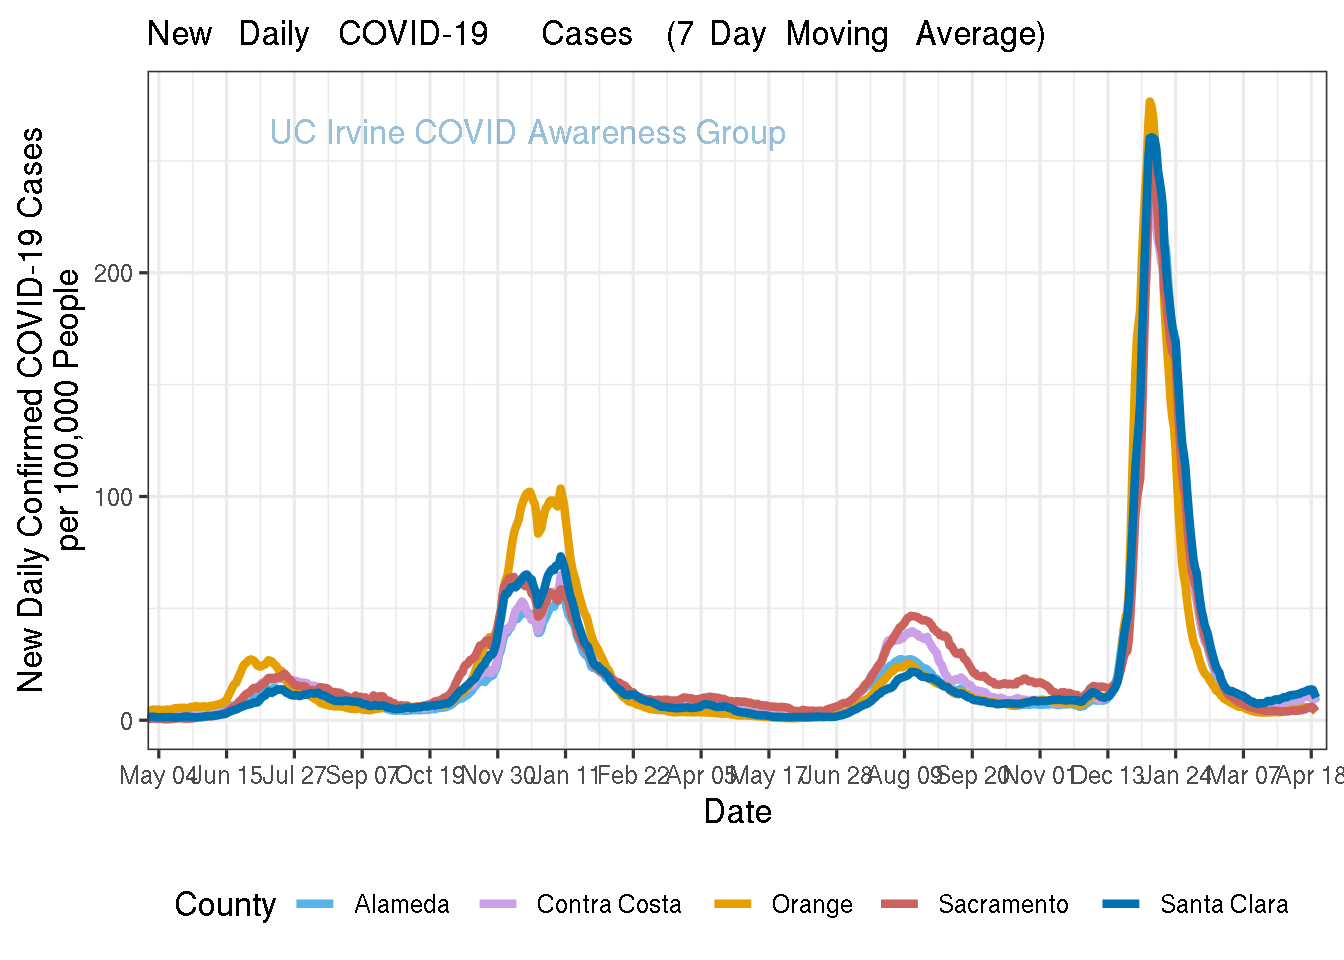 New Daily COVID-19 Cases (7 Day Moving Average)
UC Irvine COVID Awareness Group
New Daily Confirmed COVID-19 Cases
per 100,000 People
200
100
0
May 04 Jun 15 Jul 27 Sep 07 Oct 19 Nov 30 Jan 11 Feb 22 Apr 05 May 17 Jun 28 Aug 09 Sep 20 Nov 01 Dec 13 Jan 24 Mar 07 Apr 18
Date
County Alameda Contra Costa Orange Sacramento Santa Clara